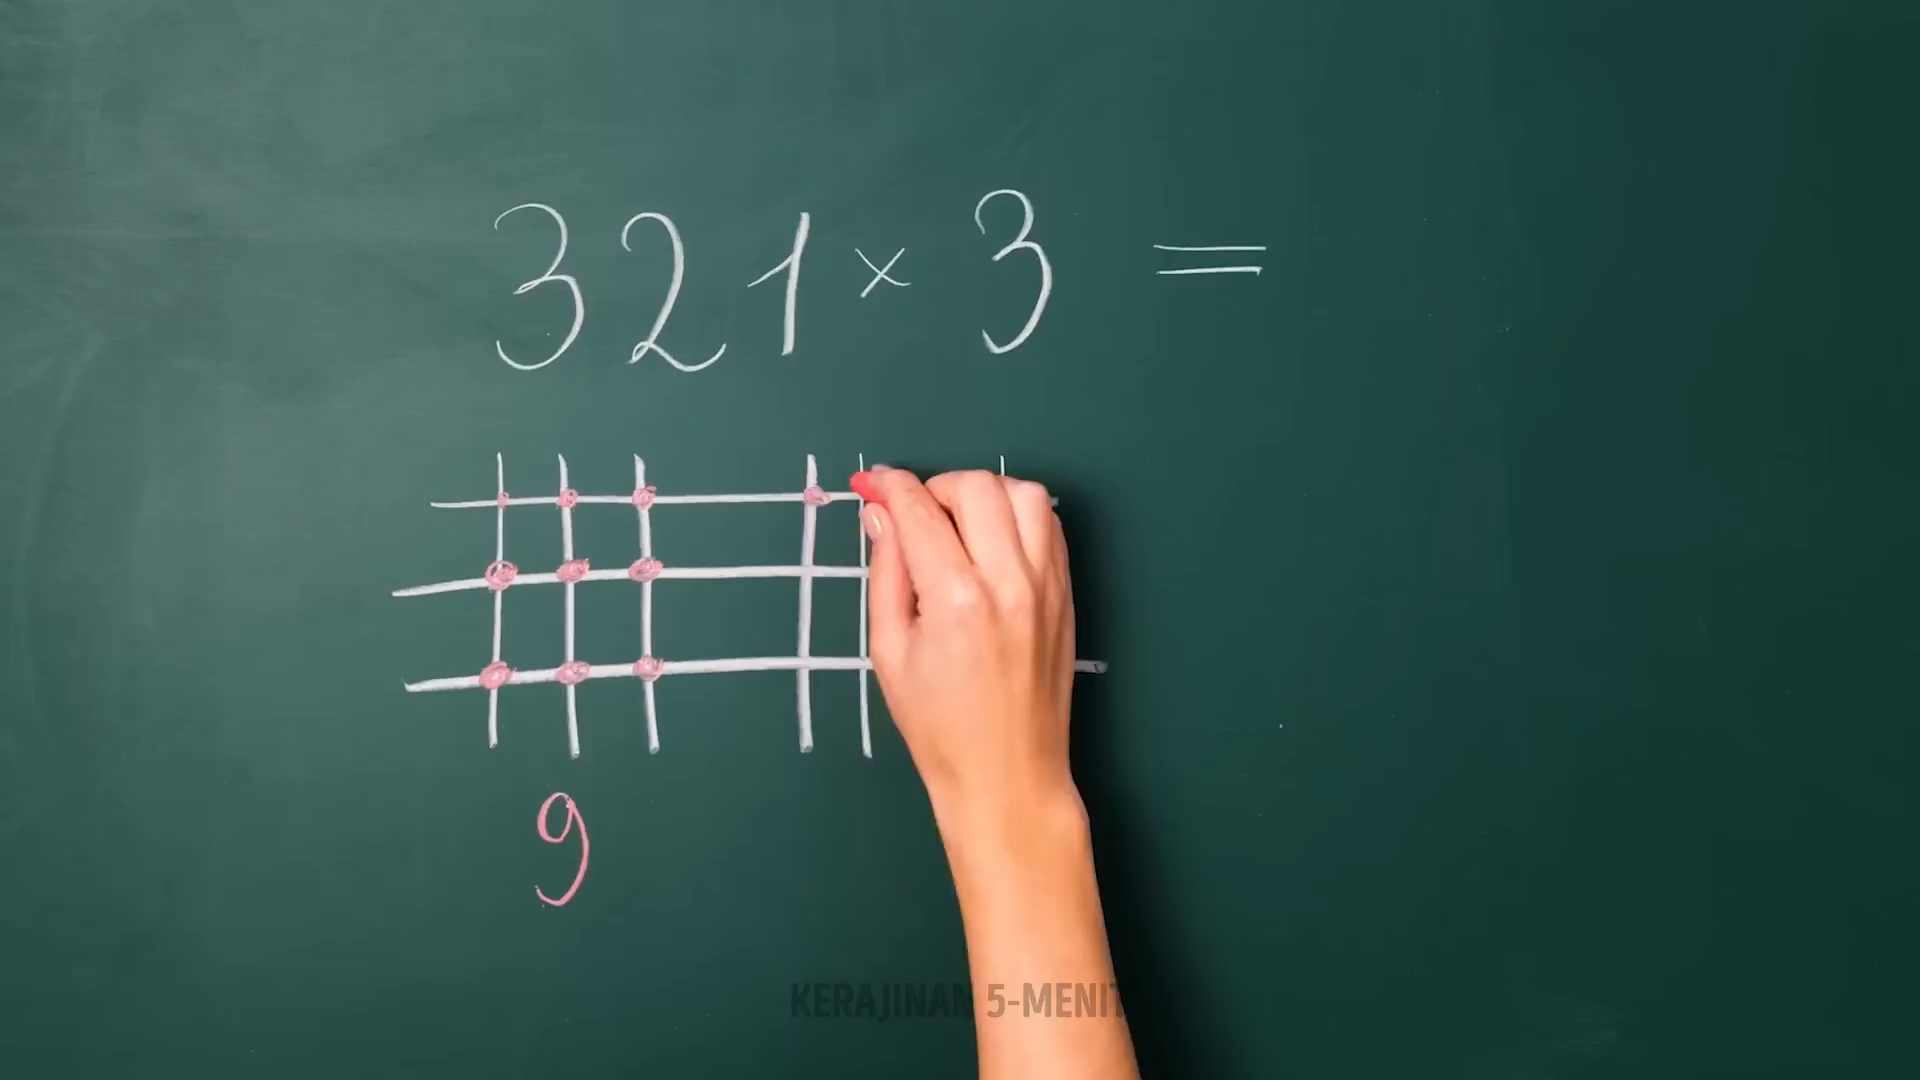 321 × 3 =
9
KERAJINAN 5-MENIT